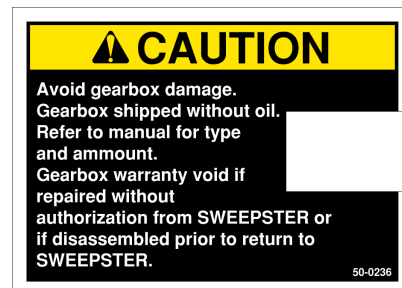 CAUTION
Avoid gearbox damage.
Gearbox shipped without oil.
Refer to manual for type
and ammount.
Gearbox warranty void if
repaired without
authorization from SWEEPSTER or
if disassembled prior to return to
SWEEPSTER.
50-0236